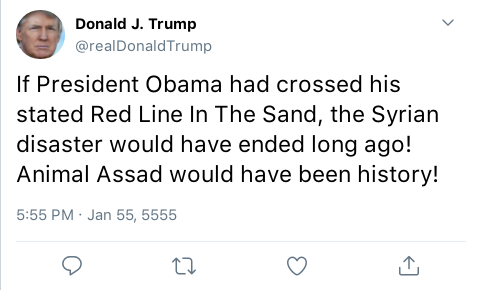 Donald J. Trump
@realDonaldTrump
If President Obama had crossed his
stated Red Line In The Sand, the Syrian
disaster would have ended long ago!
Animal Assad would have been history!
5:55 PM · Jan 55, 5555